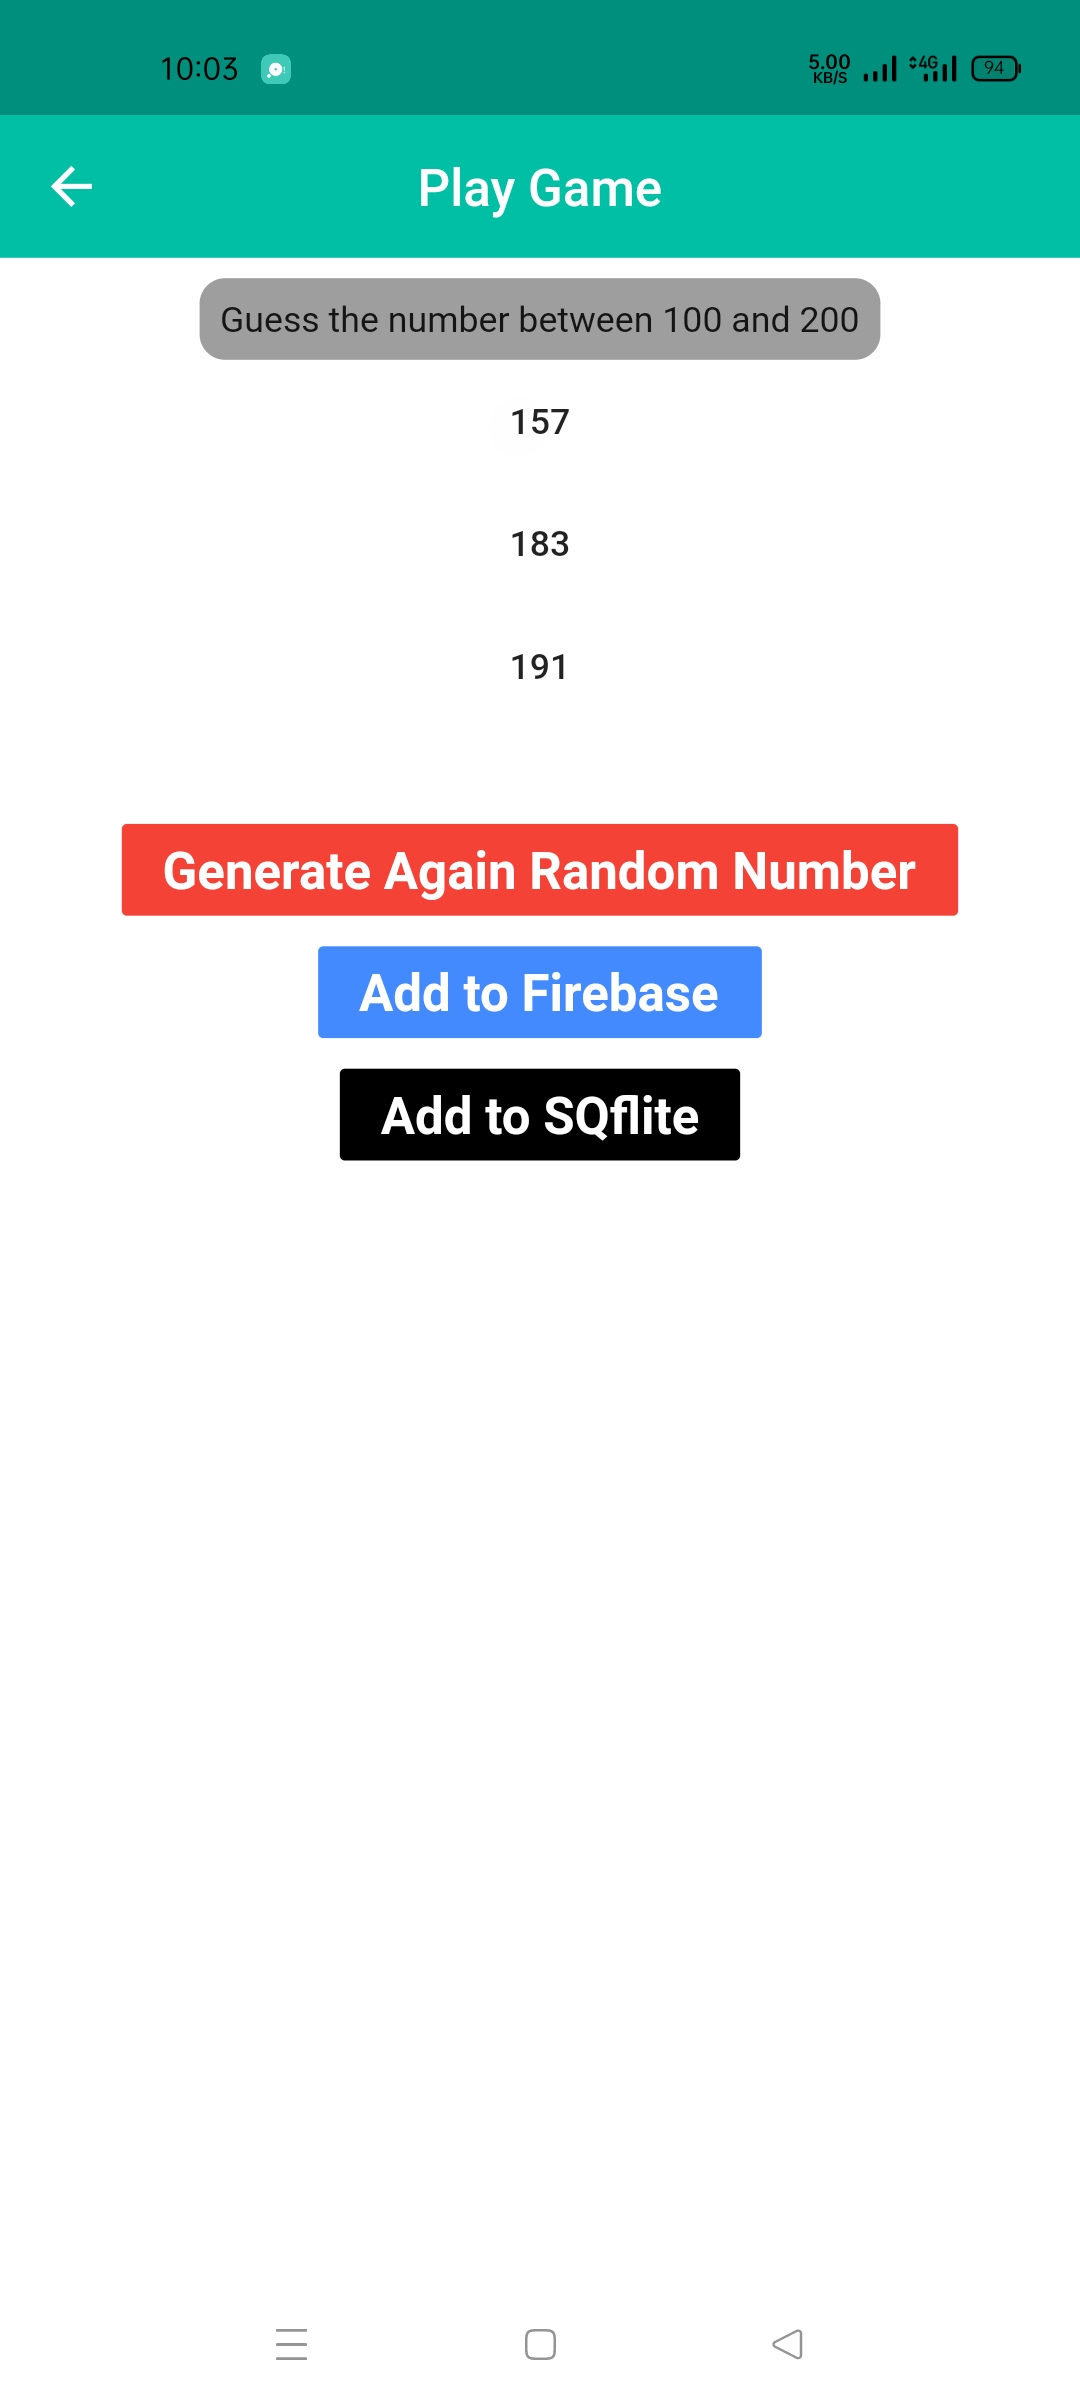 10:03
5.00
KB/S
4G
94
Play Game
Guess the number between 100 and 200
157
183
191
Generate Again Random Number
Add to Firebase
Add to SQflite